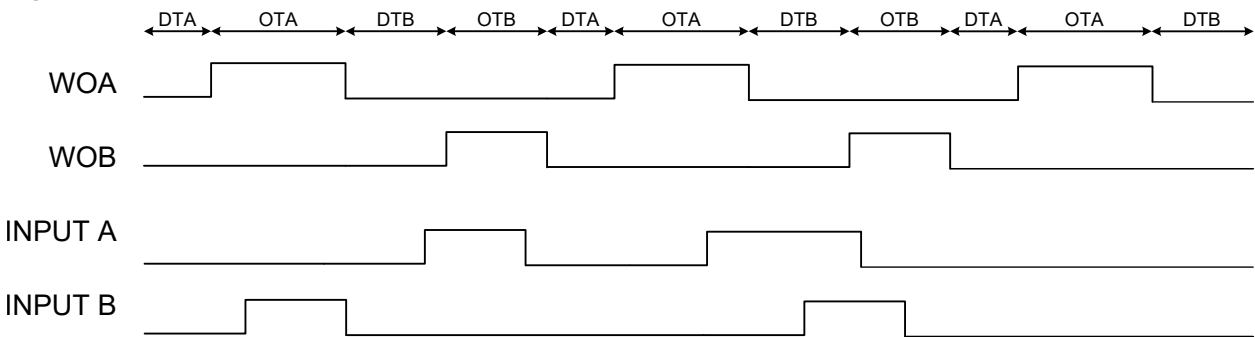 DTA OTA DTB OTB DTA OTA DTB OTB DTA OTA DTB
WOA
WOB
INPUT A
INPUT B